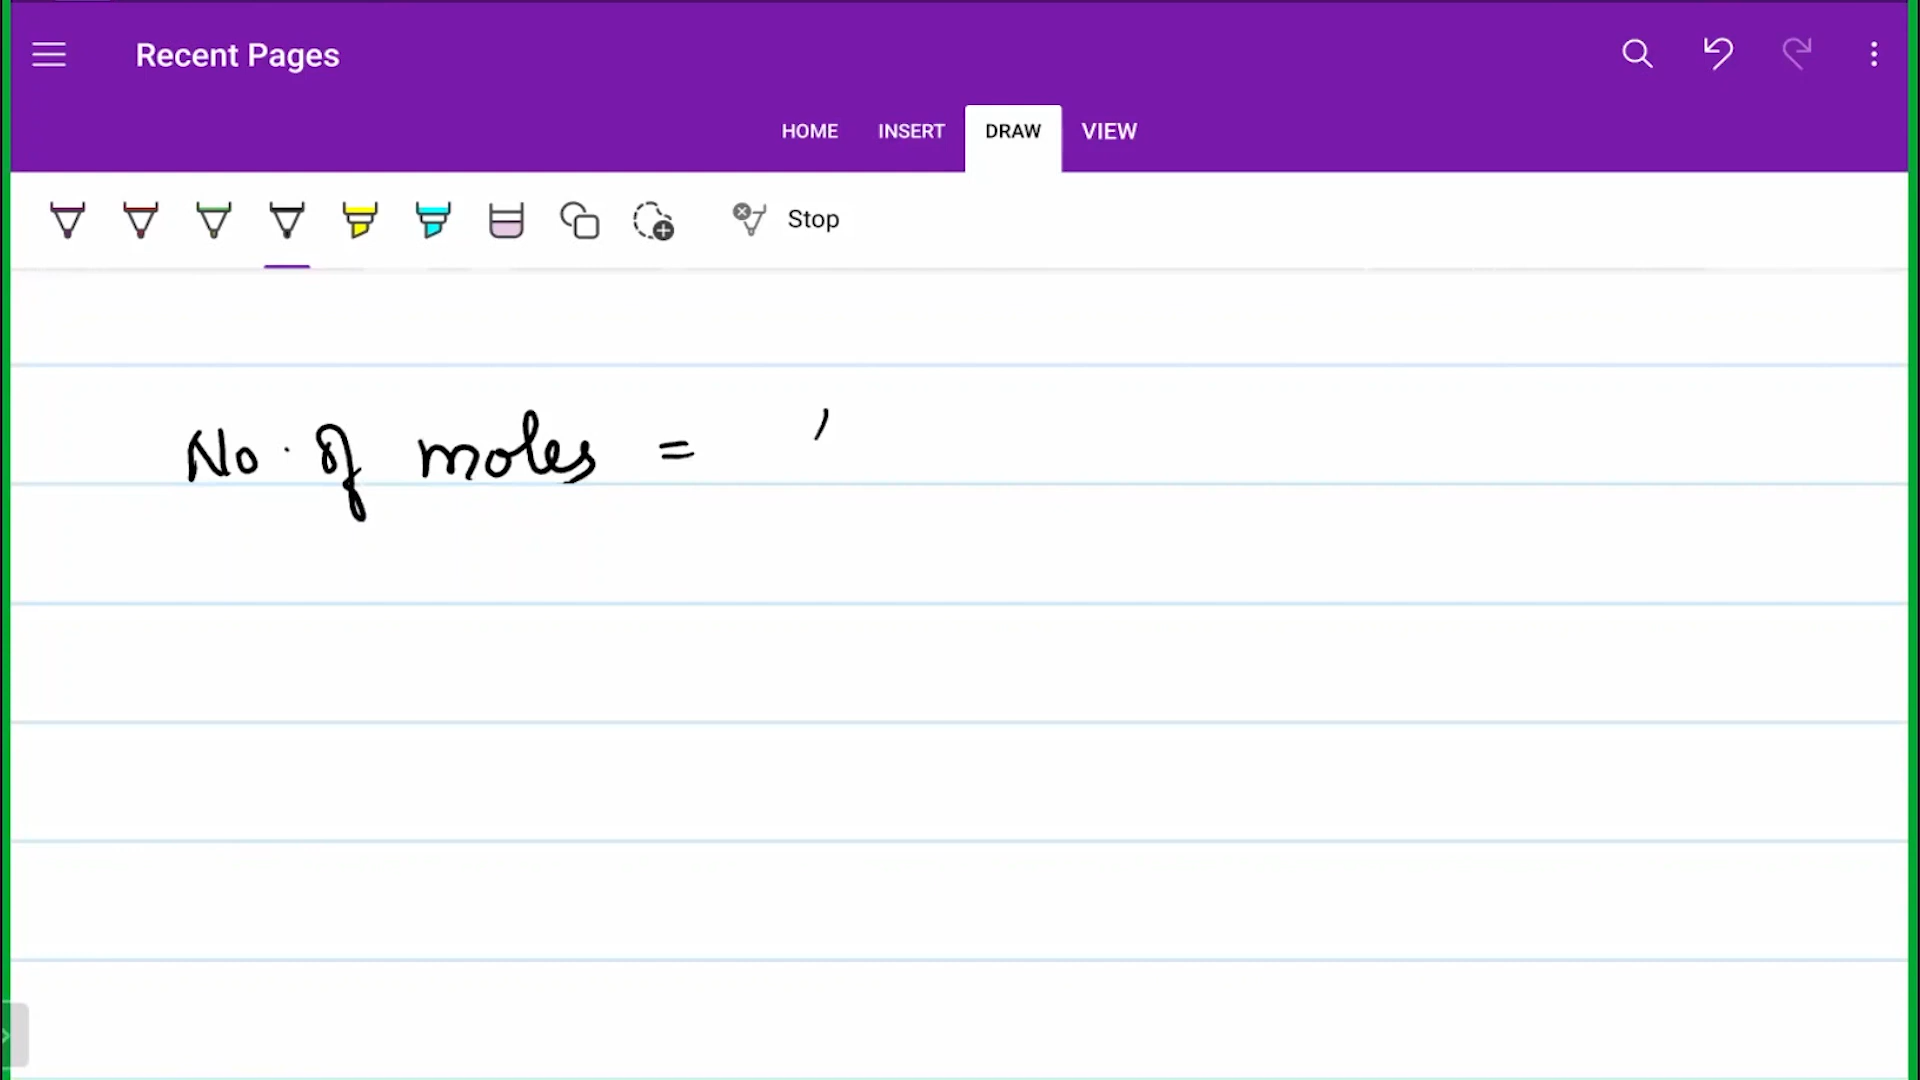 Recent Pages
HOME INSERT DRAW VIEW
Stop
No. of moles =